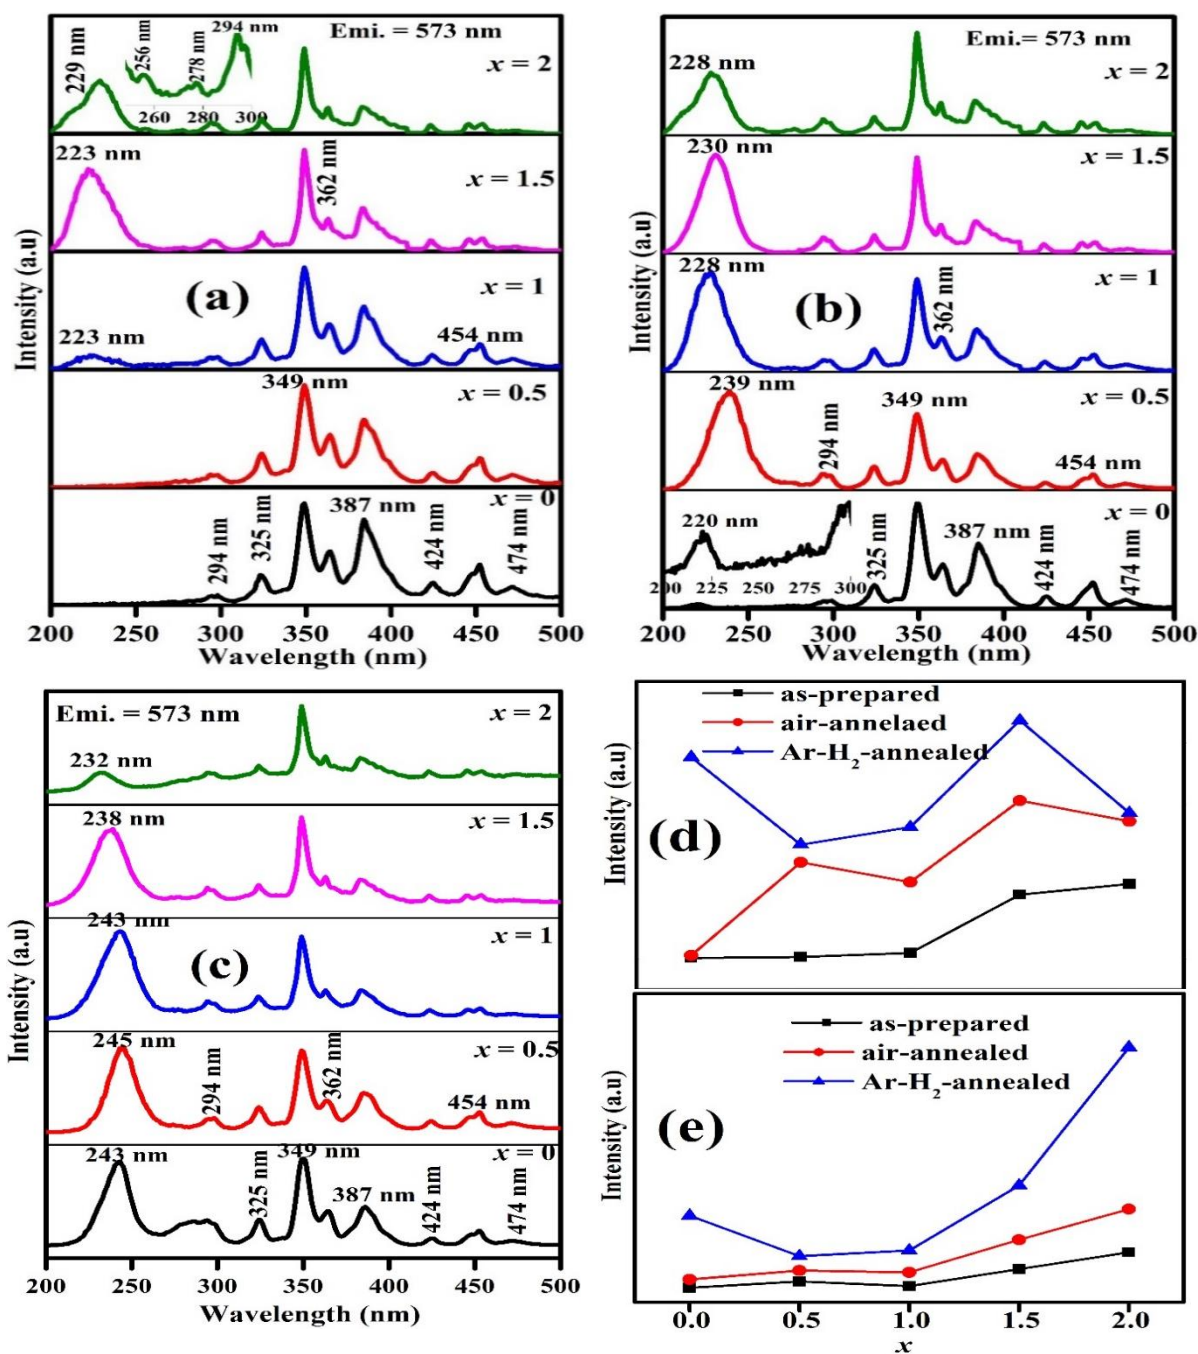 294 nm
256 nm
278 nm
229 nm
Emi. = 573 nm
x = 2
260 280 300
223 nm
362 nm
x = 1.5
(a)
x = 1
223 nm
454 nm
349 nm
x = 0.5
x = 0
387 nm
294 nm
325 nm
424 nm
474 nm
200 250 300 350 400 450 500
Wavelength (nm)
Intensity (a.u)
Emi.= 573 nm
228 nm
x = 2
230 nm
x = 1.5
228 nm
(b)
362 nm
x = 1
239 nm
349 nm
x = 0.5
294 nm
454 nm
x = 0
220 nm
387 nm
325 nm
424 nm
474 nm
200 225 250 275 300
200 250 300 350 400 450 500
Wavelength (nm)
Intensity (a.u)
Emi. = 573 nm
x = 2
232 nm
238 nm
x = 1.5
243 nm
x = 1
(c)
245 nm
294 nm
362 nm
x = 0.5
454 nm
243 nm
349 nm
x = 0
325 nm
387 nm
424 nm
474 nm
200 250 300 350 400 450 500
Wavelength (nm)
Intensity (a.u)
as-prepared
air-annelaed
Ar-H2-annealed
(d)
Intensity (a.u)
as-prepared
air-annealed
Ar-H2-annealed
(e)
Intensity (a.u)
0.0 0.5 1.0 1.5 2.0
x